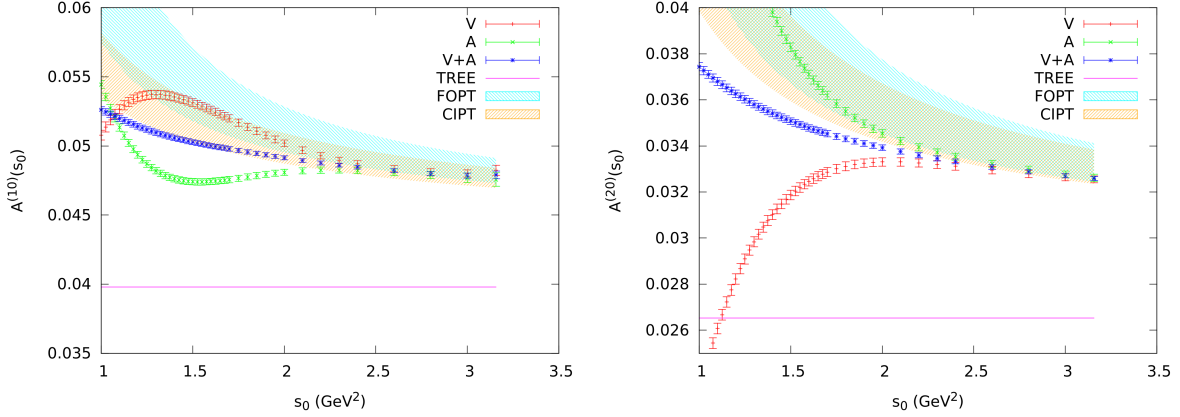 0.06
0.055
0.05
0.045
0.04
0.035
1
1.5
2
2.5
3
3.5
A(10)(s0)
s0 (GeV2)
V
A
V+A
TREE
FOPT
CIPT
0.04
0.038
0.036
0.034
0.032
0.03
0.028
0.026
1
1.5
2
2.5
3
3.5
A(20)(s0)
s0 (GeV2)
V
A
V+A
TREE
FOPT
CIPT